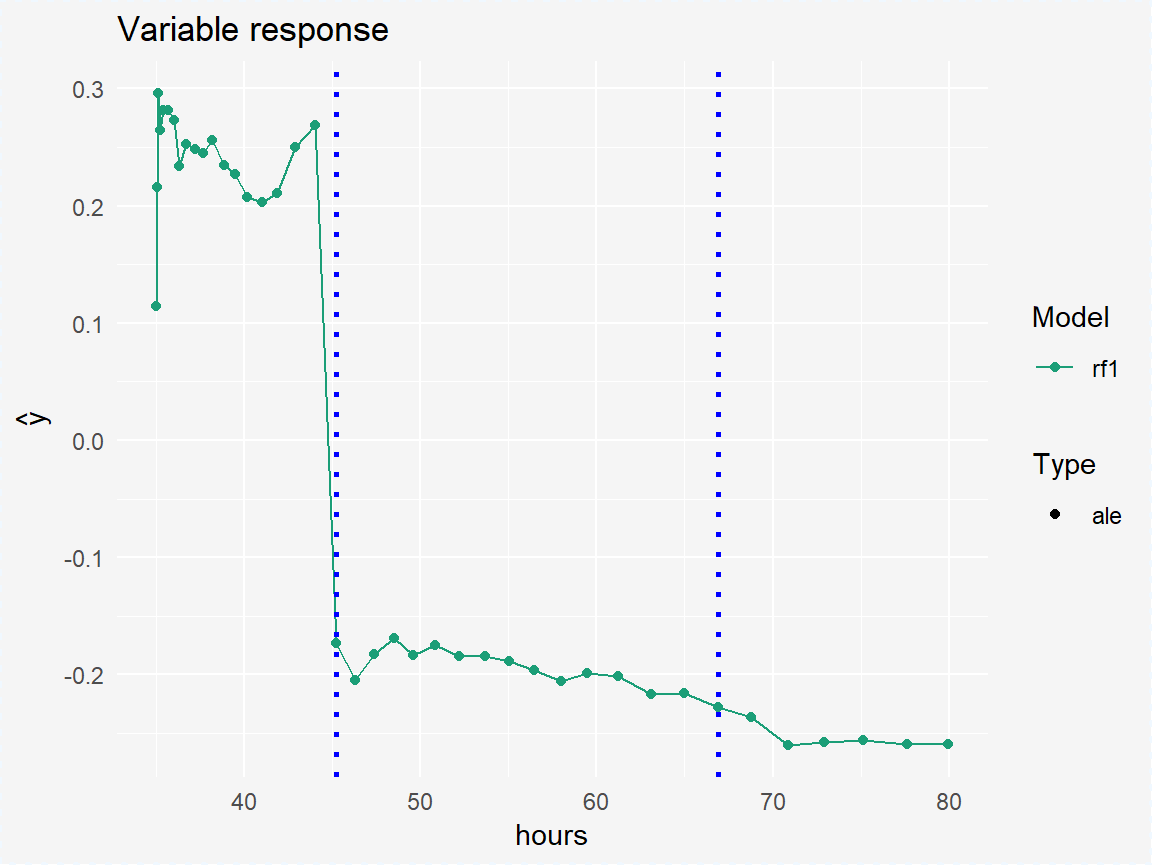 Variable response
0.3
0.2
0.1
0.0
-0.1
-0.2
ŷ
40 50 60 70 80
hours
Model
rf1
Type
ale